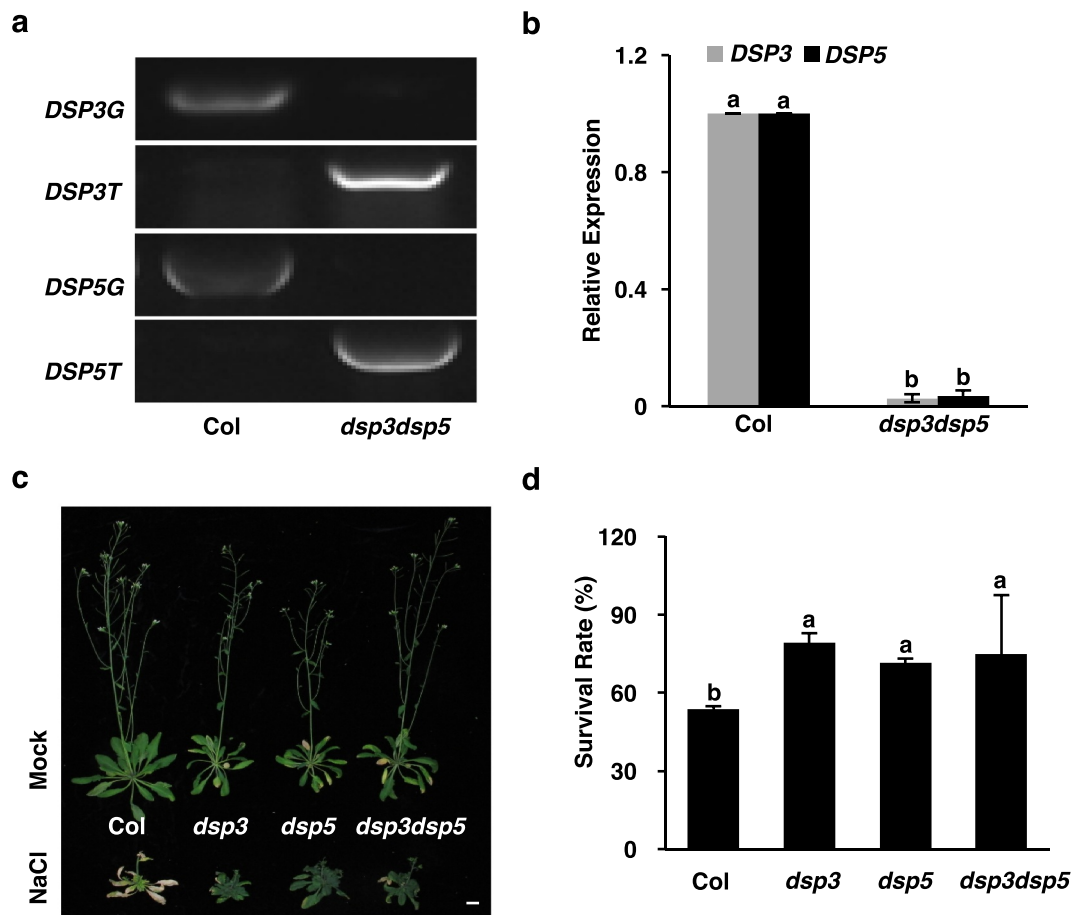 a
DSP3G
DSP3T
DSP5G
DSP5T
Col dsp3dsp5
b
DSP3 DSP5
Relative Expression
1.2
0.8
0.4
0
a a
b b
Col dsp3dsp5
c
Mock
NaCl
Col dsp3 dsp5 dsp3dsp5
d
Survival Rate (%)
120
90
60
30
0
b a a a
Col dsp3 dsp5 dsp3dsp5